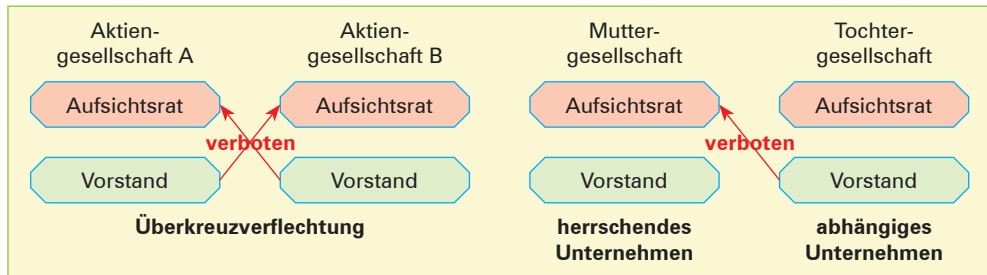 Aktien-
gesellschaft A
Aktien-
gesellschaft B
Mutter-
gesellschaft
Tochter-
gesellschaft
Aufsichtsrat
Aufsichtsrat
Aufsichtsrat
Aufsichtsrat
verboten
verboten
Vorstand
Vorstand
Vorstand
Vorstand
Überkreuzverflechtung
herrschendes
Unternehmen
abhängiges
Unternehmen